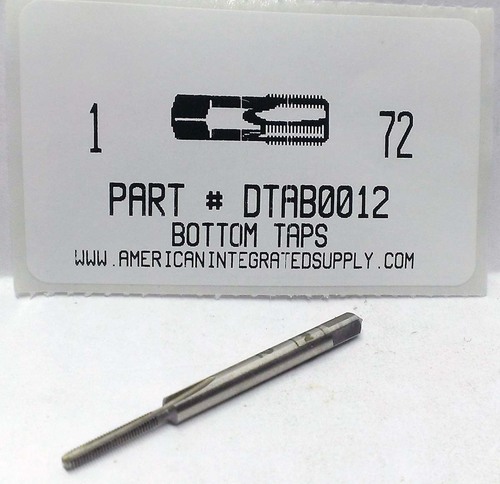 1 72
PART # DTAB0012
BOTTOM TAPS
WWW.AMERICANINTEGRATEDSUPPLY.COM